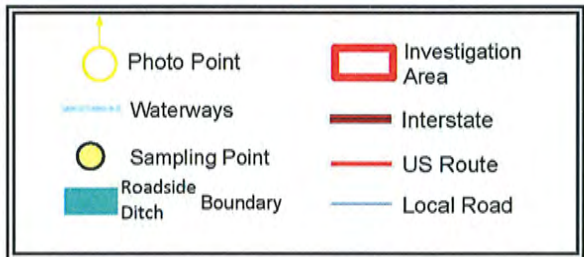 Photo Point
Waterways
Sampling Point
Roadside
Ditch Boundary
Investigation
Area
Interstate
US Route
Local Road